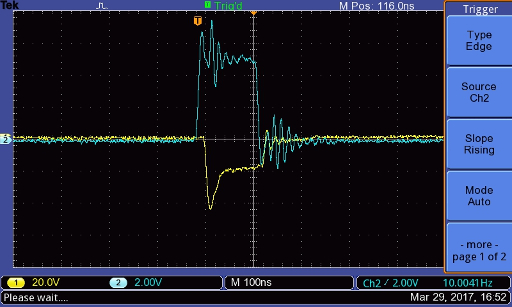 Tek
Trig'd
M Pos: 116.0ns
Trigger
T
Type
Edge
Source
Ch2
Slope
Rising
2
Mode
Auto
- more -
page 1 of 2
1 20.0V
2 2.00V
M 100ns
Ch2 / 2.00V
10.0041Hz
Please wait....
Mar 29, 2017, 16:52